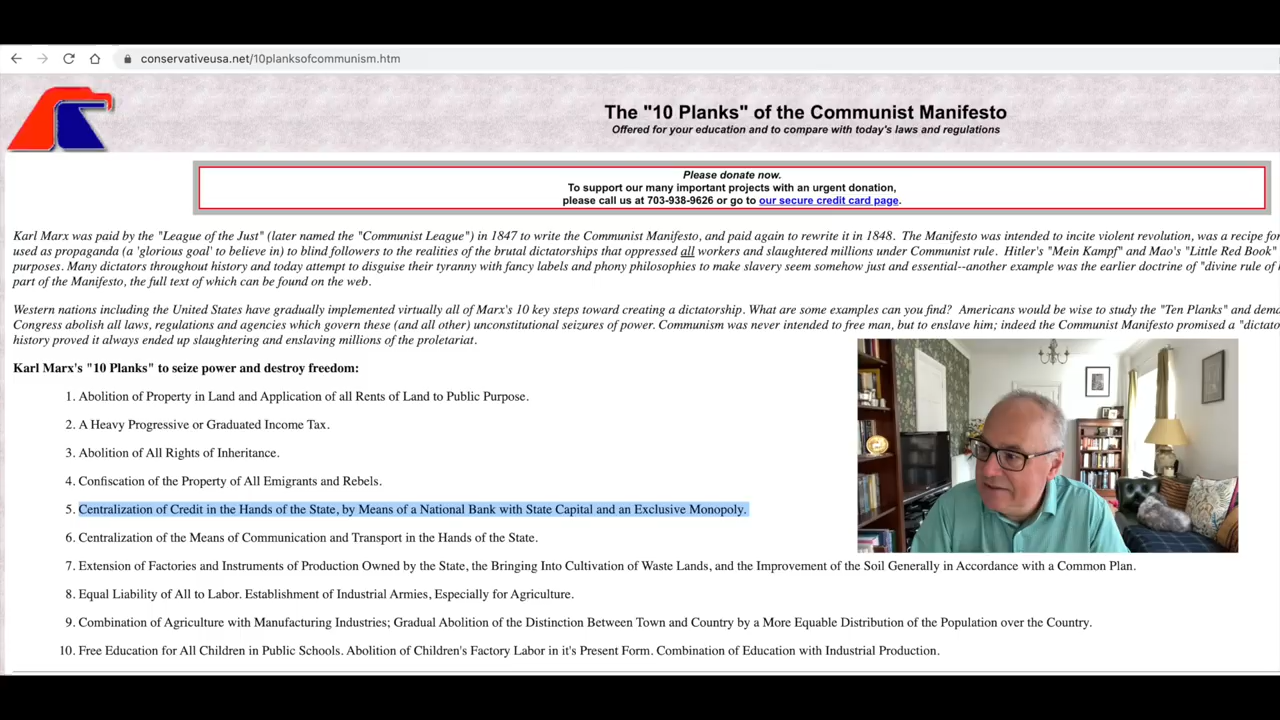 conservativeusa.net/10planksofcommunism.htm
The "10 Planks" of the Communist Manifesto
Offered for your education and to compare with today's laws and regulations
Please donate now.
To support our many important projects with an urgent donation,
please call us at 703-938-9626 or go to our secure credit card page.
Karl Marx was paid by the "League of the Just" (later named the "Communist League") in 1847 to write the Communist Manifesto, and paid again to rewrite it in 1848. The Manifesto was intended to incite violent revolution, was a recipe for
used as propaganda (a 'glorious goal' to believe in) to blind followers to the realities of the brutal dictatorships that oppressed all workers and slaughtered millions under Communist rule. Hitler's "Mein Kampf" and Mao's "Little Red Book"
purposes. Many dictators throughout history and today attempt to disguise their tyranny with fancy labels and phony philosophies to make slavery seem somehow just and essential--another example was the earlier doctrine of "divine rule of
part of the Manifesto, the full text of which can be found on the web.
Western nations including the United States have gradually implemented virtually all of Marx's 10 key steps toward creating a dictatorship. What are some examples can you find? Americans would be wise to study the "Ten Planks" and
Congress abolish all laws, regulations and agencies which govern these (and all other) unconstitutional seizures of power. Communism was never intended to free man, but to enslave him; indeed the Communist Manifesto promised a
history proved it always ended up slaughtering and enslaving millions of the proletariat.
Karl Marx's "10 Planks" to seize power and destroy freedom:
1. Abolition of Property in Land and Application of all Rents of Land to Public Purpose.
2. A Heavy Progressive or Graduated Income Tax.
3. Abolition of All Rights of Inheritance.
4. Confiscation of the Property of All Emigrants and Rebels.
5. Centralization of Credit in the Hands of the State, by Means of a National Bank with State Capital and an Exclusive Monopoly.
6. Centralization of the Means of Communication and Transport in the Hands of the State.
7. Extension of Factories and Instruments of Production Owned by the State, the Bringing Into Cultivation of Waste Lands, and the Improvement of the Soil Generally in Accordance with a Common Plan.
8. Equal Liability of All to Labor. Establishment of Industrial Armies, Especially for Agriculture.
9. Combination of Agriculture with Manufacturing Industries; Gradual Abolition of the Distinction Between Town and Country by a More Equable Distribution of the Population over the Country.
10. Free Education for All Children in Public Schools. Abolition of Children's Factory Labor in it's Present Form. Combination of Education with Industrial Production.